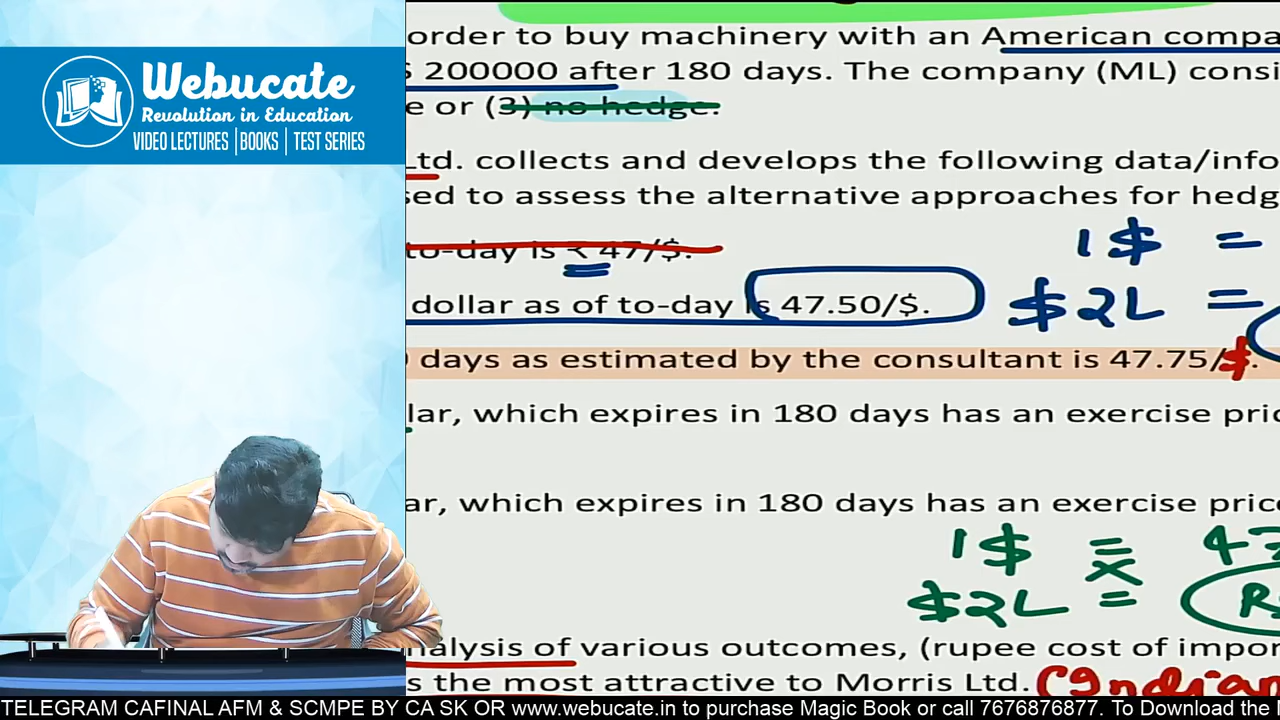 Webucate
Revolution in Education
VIDEO LECTURES | BOOKS | TEST SERIES
order to buy machinery with an American compa
$ 200000 after 180 days. The company (ML) consi
e or (3) no hedge.
Ltd. collects and develops the following data/info
sed to assess the alternative approaches for hedg
to-day is ₹ 47/$.
1$ =
dollar as of to-day is 47.50/$.
$2L =
days as estimated by the consultant is 47.75/$.
lar, which expires in 180 days has an exercise pric
ar, which expires in 180 days has an exercise price
1$ = 47
x
$2L = Rs
nalysis of various outcomes, (rupee cost of impor
s the most attractive to Morris Ltd.
Indian
TELEGRAM CAFINAL AFM & SCMPE BY CA SK OR www.webucate.in to purchase Magic Book or call 7676876877. To Download the